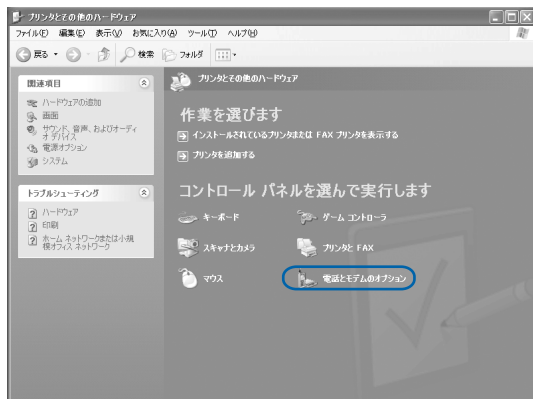 プリンタとその他のハードウェア
ファイル(F) 編集(E) 表示(V) お気に入り(A) ツール(T) ヘルプ(H)
戻る 検索 フォルダ
関連項目
プリンタとその他のハードウェア
ハードウェアの追加
画面
サウンド、音声、およびオーディ
オ デバイス
電源オプション
システム
作業を選びます
インストールされているプリンタまたは FAX プリンタを表示する
プリンタを追加する
トラブルシューティング
ハードウェア
印刷
ホーム ネットワークまたは小規
模オフィス ネットワーク
コントロール パネルを選んで実行します
キーボード
ゲーム コントローラ
スキャナとカメラ
プリンタと FAX
マウス
電話とモデムのオプション